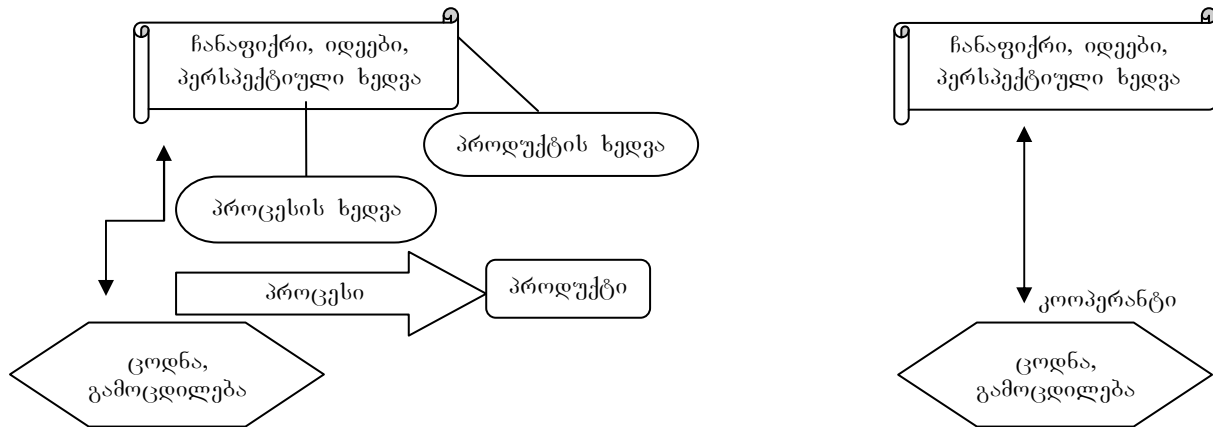 ჩანაფიქრი, იდეები,
პერსპექტიული ხედვა
პროდუქტის ხედვა
პროცესის ხედვა
პროცესი
პროდუქტი
ცოდნა,
გამოცდილება
ჩანაფიქრი, იდეები,
პერსპექტიული ხედვა
კოოპერანტი
ცოდნა,
გამოცდილება